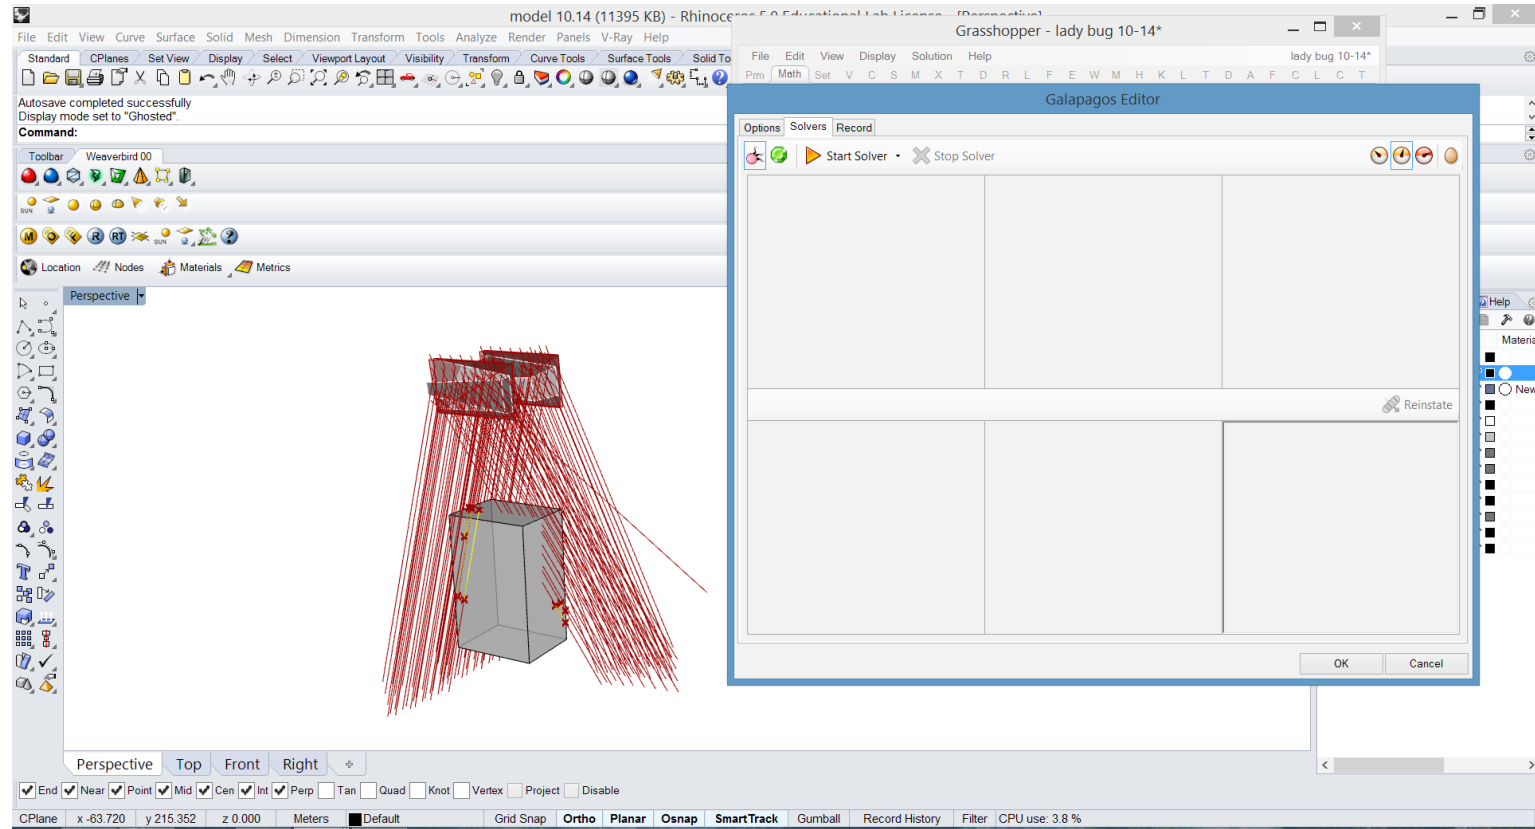 model 10.14 (11395 KB) - Rhinoceros 5.0 Educational Lab License - [Perspective]
File Edit View Curve Surface Solid Mesh Dimension Transform Tools Analyze Render Panels V-Ray Help
Standard CPlanes Set View Display Select Viewport Layout Visibility Transform Curve Tools Surface Tools Solid To
Autosave completed successfully
Display mode set to "Ghosted".
Command:
Toolbar Weaverbird 00
SUN
M R RT SUN
Location Nodes Materials Metrics
Perspective
Grasshopper - lady bug 10-14*
File Edit View Display Solution Help lady bug 10-14*
Prm Math Set V C S M X T D R L F E W M H K L T D A F C L C T
Galapagos Editor
Options Solvers Record
Start Solver Stop Solver
Reinstate
OK Cancel
Help
Materia
New
Perspective Top Front Right
End Near Point Mid Cen Int Perp Tan Quad Knot Vertex Project Disable
CPlane x -63.720 y 215.352 z 0.000 Meters Default Grid Snap Ortho Planar Osnap SmartTrack Gumball Record History Filter CPU use: 3.8 %